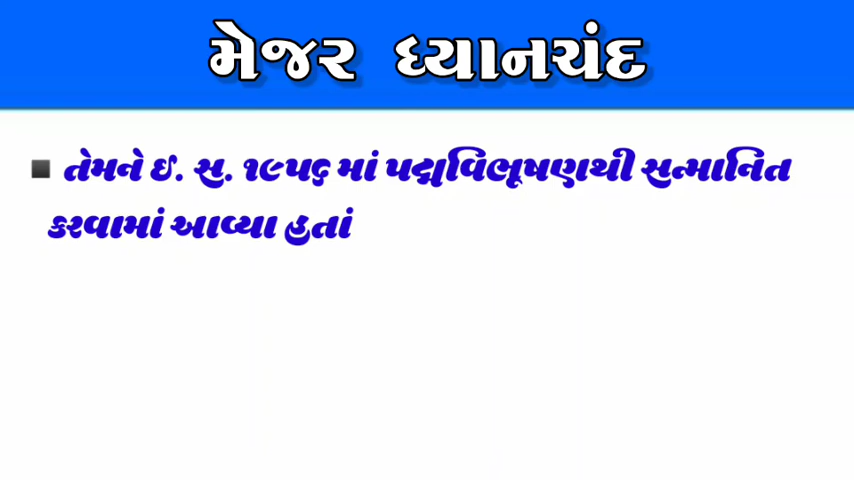 મેજર ધ્યાનચંદ
▪ તેમને ઈ. સ. ૧૯૫૬ માં પદ્મવિભૂષણથી સન્માનિત
કરવામાં આવ્યા હતાં